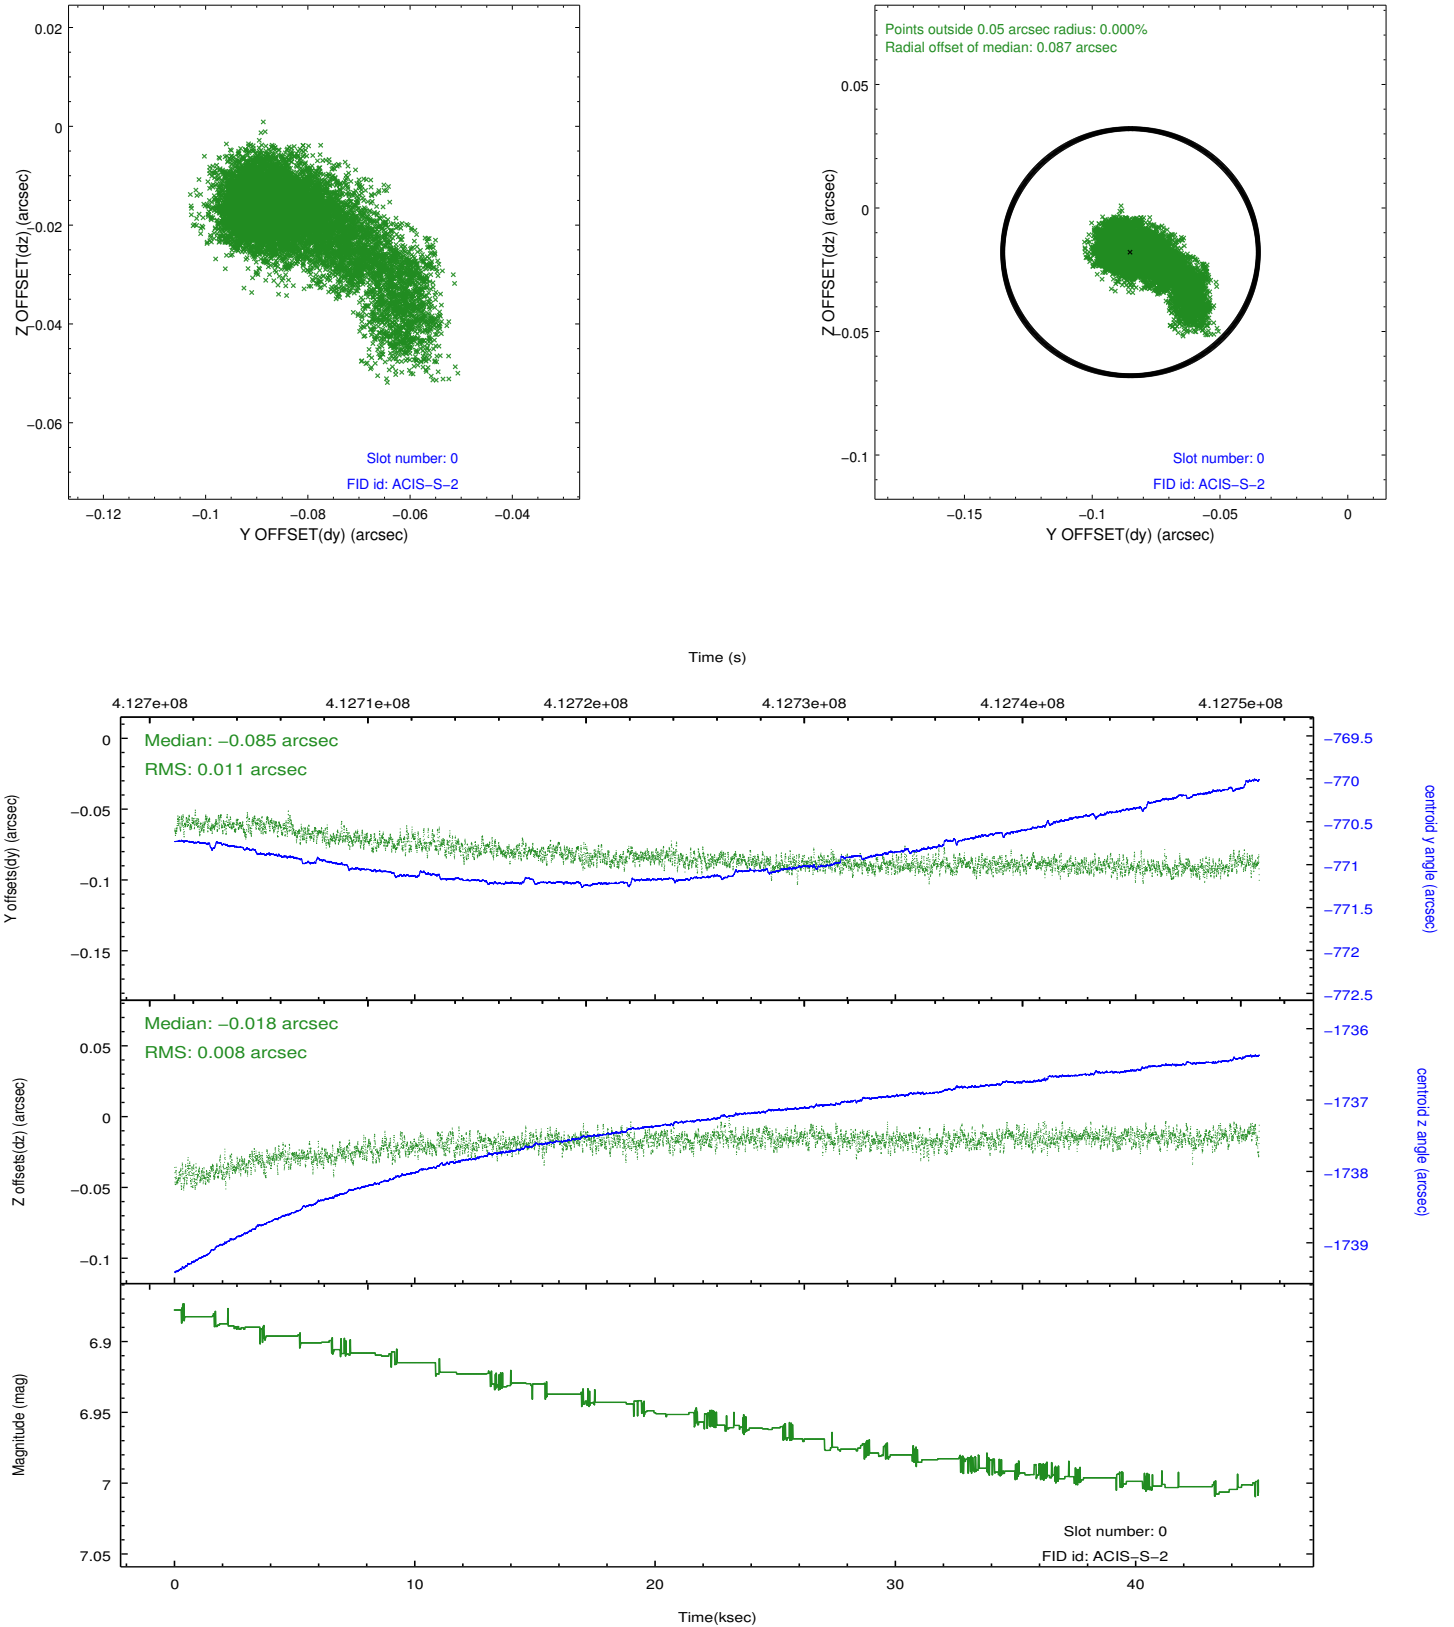 0.02
0
−0.02
−0.04
−0.06
Z OFFSET(dz) (arcsec)
Slot number: 0
FID id: ACIS−S−2
−0.12
−0.1
−0.08
−0.06
−0.04
Y OFFSET(dy) (arcsec)
Points outside 0.05 arcsec radius: 0.000%
Radial offset of median: 0.087 arcsec
0.05
0
−0.05
−0.1
Z OFFSET(dz) (arcsec)
Slot number: 0
FID id: ACIS−S−2
−0.15
−0.1
−0.05
0
Y OFFSET(dy) (arcsec)
Time (s)
4.127e+08
4.1271e+08
4.1272e+08
4.1273e+08
4.1274e+08
4.1275e+08
Median: −0.085 arcsec
RMS: 0.011 arcsec
0
−0.05
−0.1
−0.15
Y offsets(dy) (arcsec)
−769.5
−770
−770.5
−771
−771.5
−772
−772.5
centroid y angle (arcsec)
Median: −0.018 arcsec
RMS: 0.008 arcsec
0.05
0
−0.05
−0.1
Z offsets(dz) (arcsec)
−1736
−1737
−1738
−1739
centroid z angle (arcsec)
6.9
6.95
7
7.05
Magnitude (mag)
Slot number: 0
FID id: ACIS−S−2
0
10
20
30
40
Time(ksec)